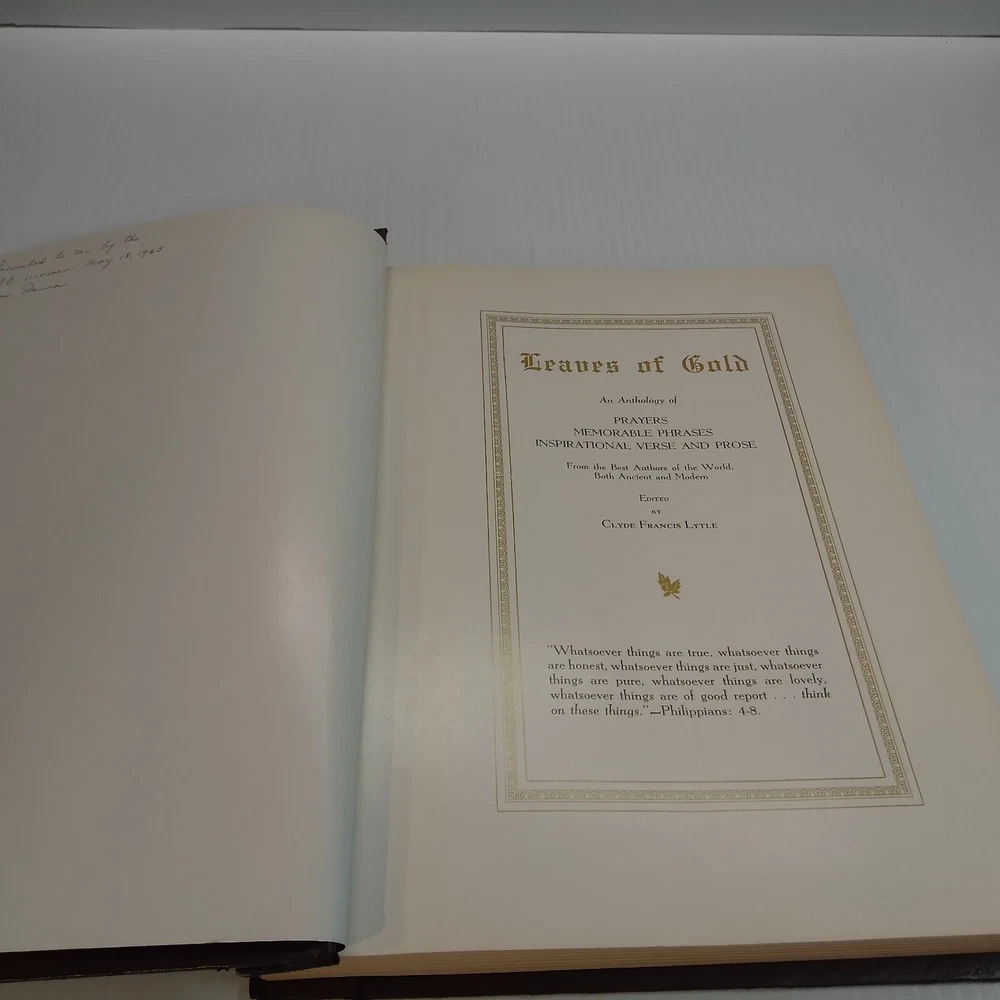 to me by the
women May 18, 1963
Leaves of Gold
An Anthology of
PRAYERS
MEMORABLE PHRASES
INSPIRATIONAL VERSE AND PROSE
From the Best Authors of the World,
Both Ancient and Modern
EDITED
BY
CLYDE FRANCIS LYTLE
"Whatsoever things are true, whatsoever things
are honest, whatsoever things are just, whatsoever
things are pure, whatsoever things are lovely,
whatsoever things are of good report . . . think
on these things."—Philippians: 4-8.